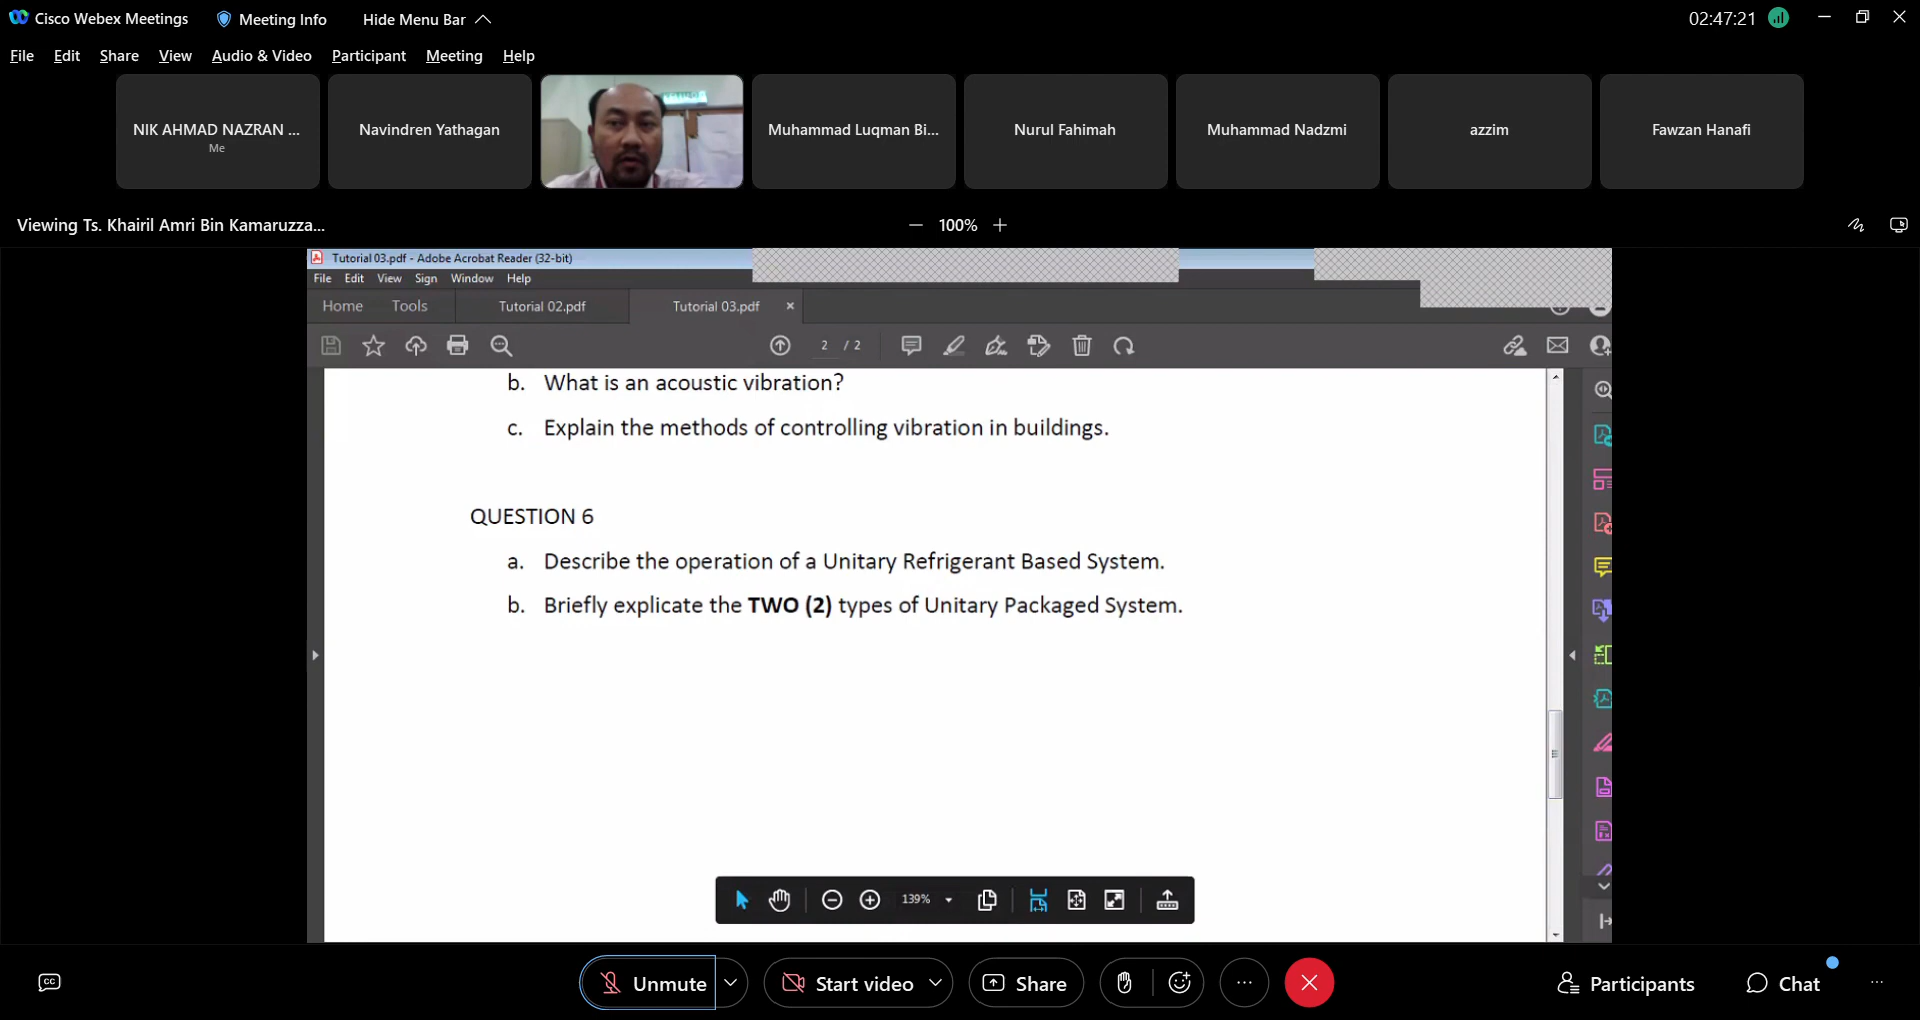 Cisco Webex Meetings
Meeting Info
Hide Menu Bar
02:47:21
File Edit Share View Audio & Video Participant Meeting Help
NIK AHMAD NAZRAN ...
Me
Navindren Yathagan
Muhammad Luqman Bi...
Nurul Fahimah
Muhammad Nadzmi
azzim
Fawzan Hanafi
Viewing Ts. Khairil Amri Bin Kamaruzza...
100%
Tutorial 03.pdf - Adobe Acrobat Reader (32-bit)
File Edit View Sign Window Help
Home Tools Tutorial 02.pdf Tutorial 03.pdf ×
2 / 2
b. What is an acoustic vibration?
c. Explain the methods of controlling vibration in buildings.
QUESTION 6
a. Describe the operation of a Unitary Refrigerant Based System.
b. Briefly explicate the TWO (2) types of Unitary Packaged System.
139%
CC
Unmute
Start video
Share
Participants
Chat